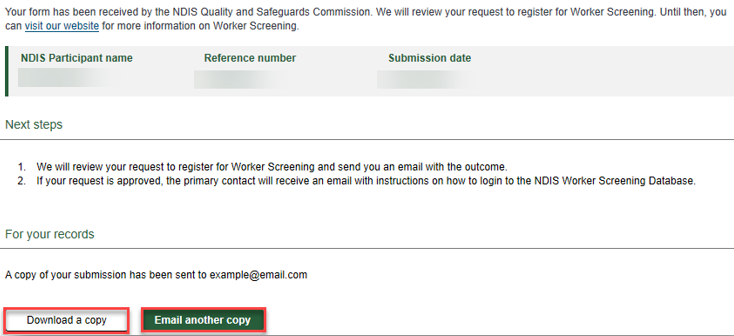 Your form has been received by the NDIS Quality and Safeguards Commission. We will review your request to register for Worker Screening. Until then, you
can visit our website for more information on Worker Screening.
NDIS Participant name Reference number Submission date
Next steps
1. We will review your request to register for Worker Screening and send you an email with the outcome.
2. If your request is approved, the primary contact will receive an email with instructions on how to login to the NDIS Worker Screening Database.
For your records
A copy of your submission has been sent to example@email.com
Download a copy Email another copy